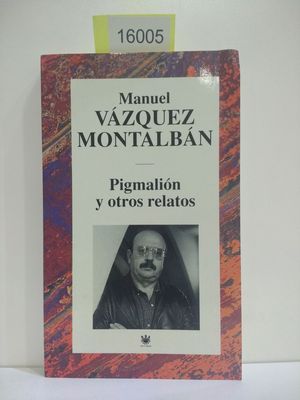 16005
Manuel
VÁZQUEZ
MONTALBÁN
Pigmalión
y otros relatos